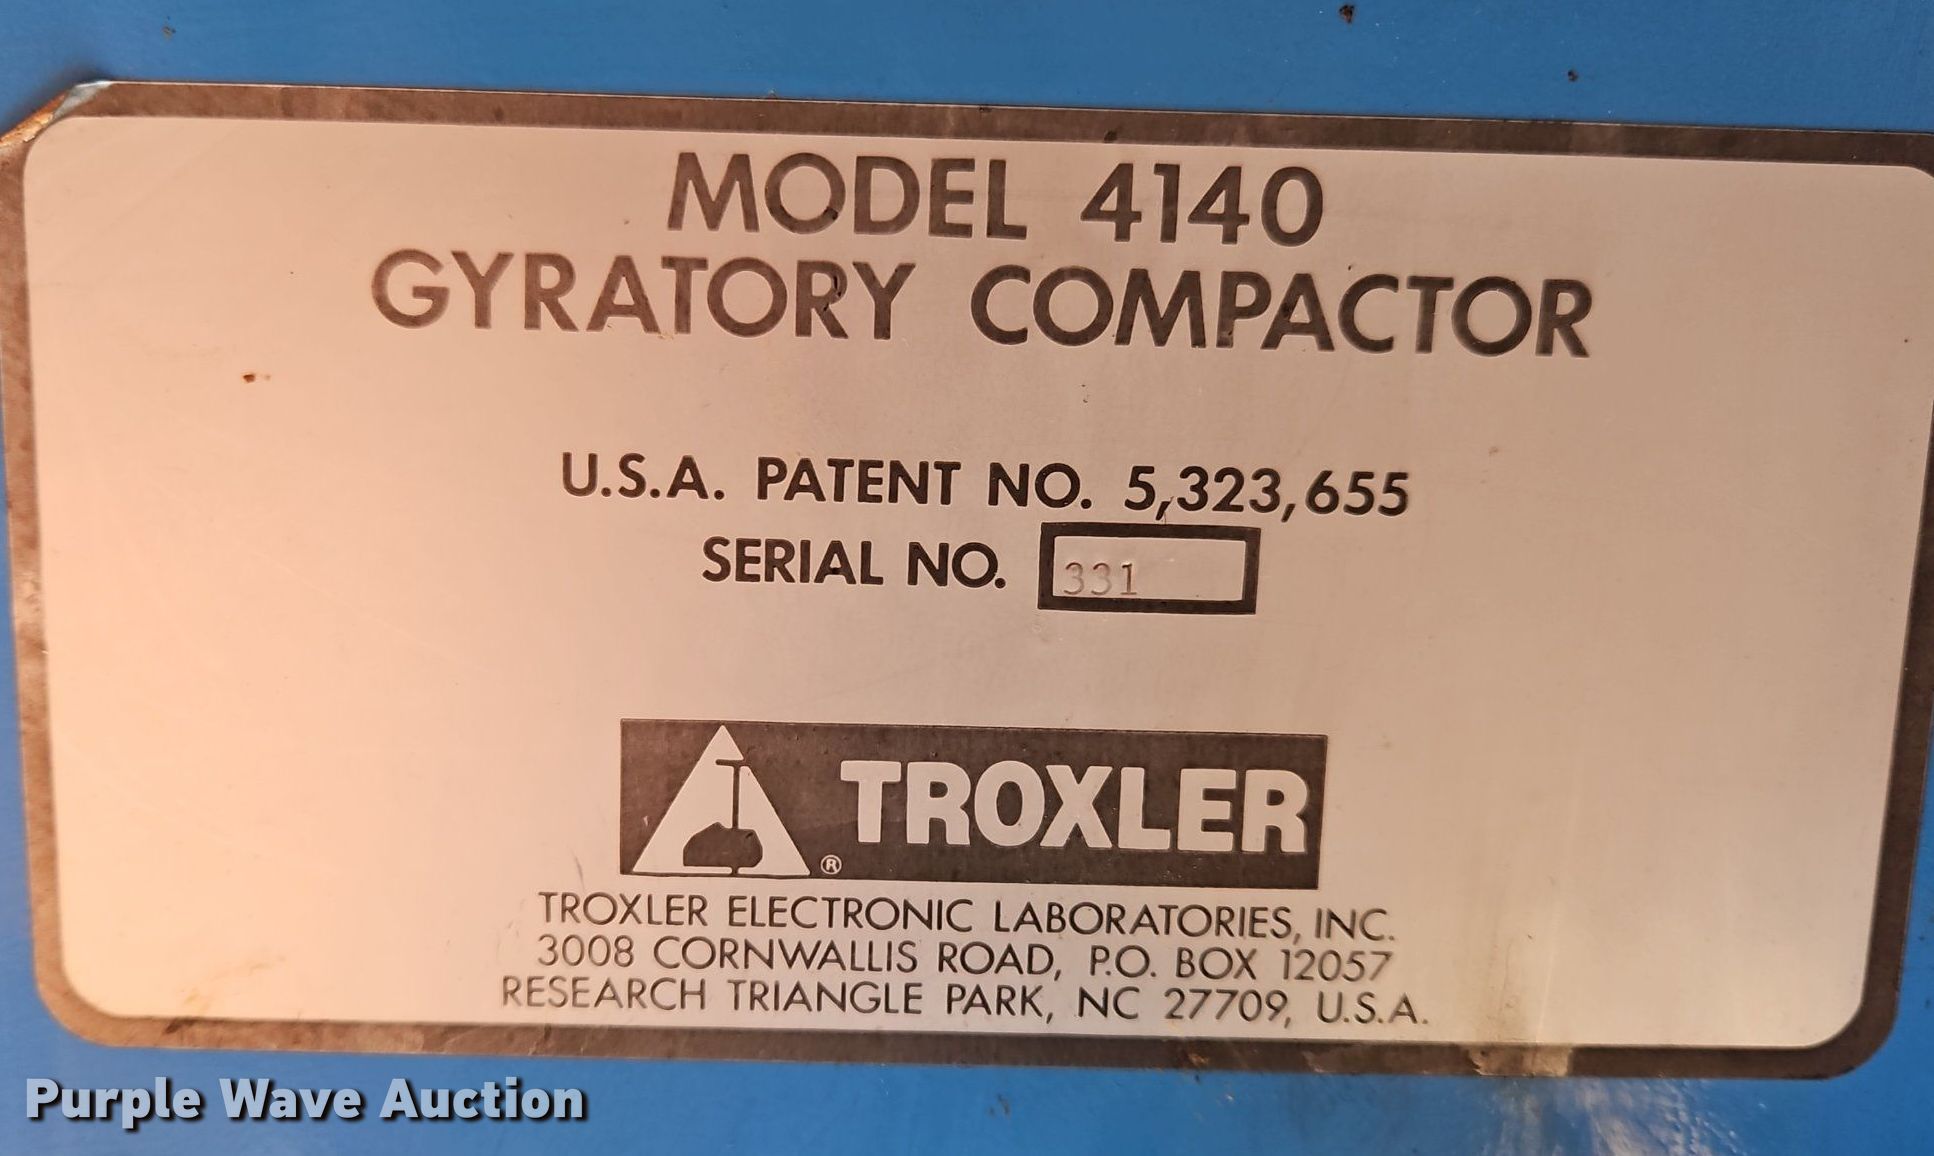 MODEL 4140
GYRATORY COMPACTOR
U.S.A. PATENT NO. 5,323,655
SERIAL NO. 331
® TROXLER
TROXLER ELECTRONIC LABORATORIES, INC.
3008 CORNWALLIS ROAD, P.O. BOX 12057
RESEARCH TRIANGLE PARK, NC 27709, U.S.A.
Purple Wave Auction